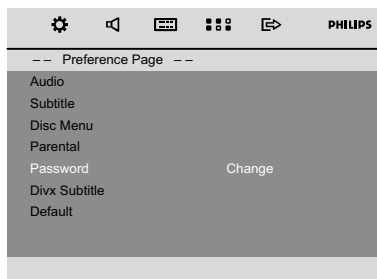 PHILIPS
-- Preference Page --
Audio
Subtitle
Disc Menu
Parental
Password Change
Divx Subtitle
Default